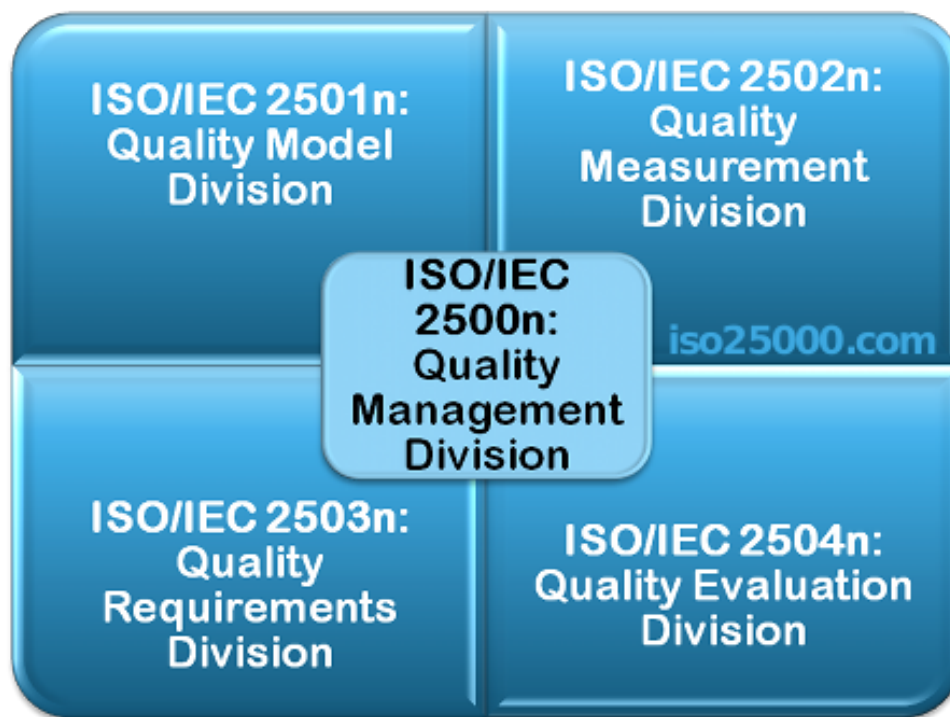 ISO/IEC 2501n:
Quality Model
Division
ISO/IEC 2502n:
Quality
Measurement
Division
ISO/IEC
2500n:
Quality
Management
Division
iso25000.com
ISO/IEC 2503n:
Quality
Requirements
Division
ISO/IEC 2504n:
Quality Evaluation
Division